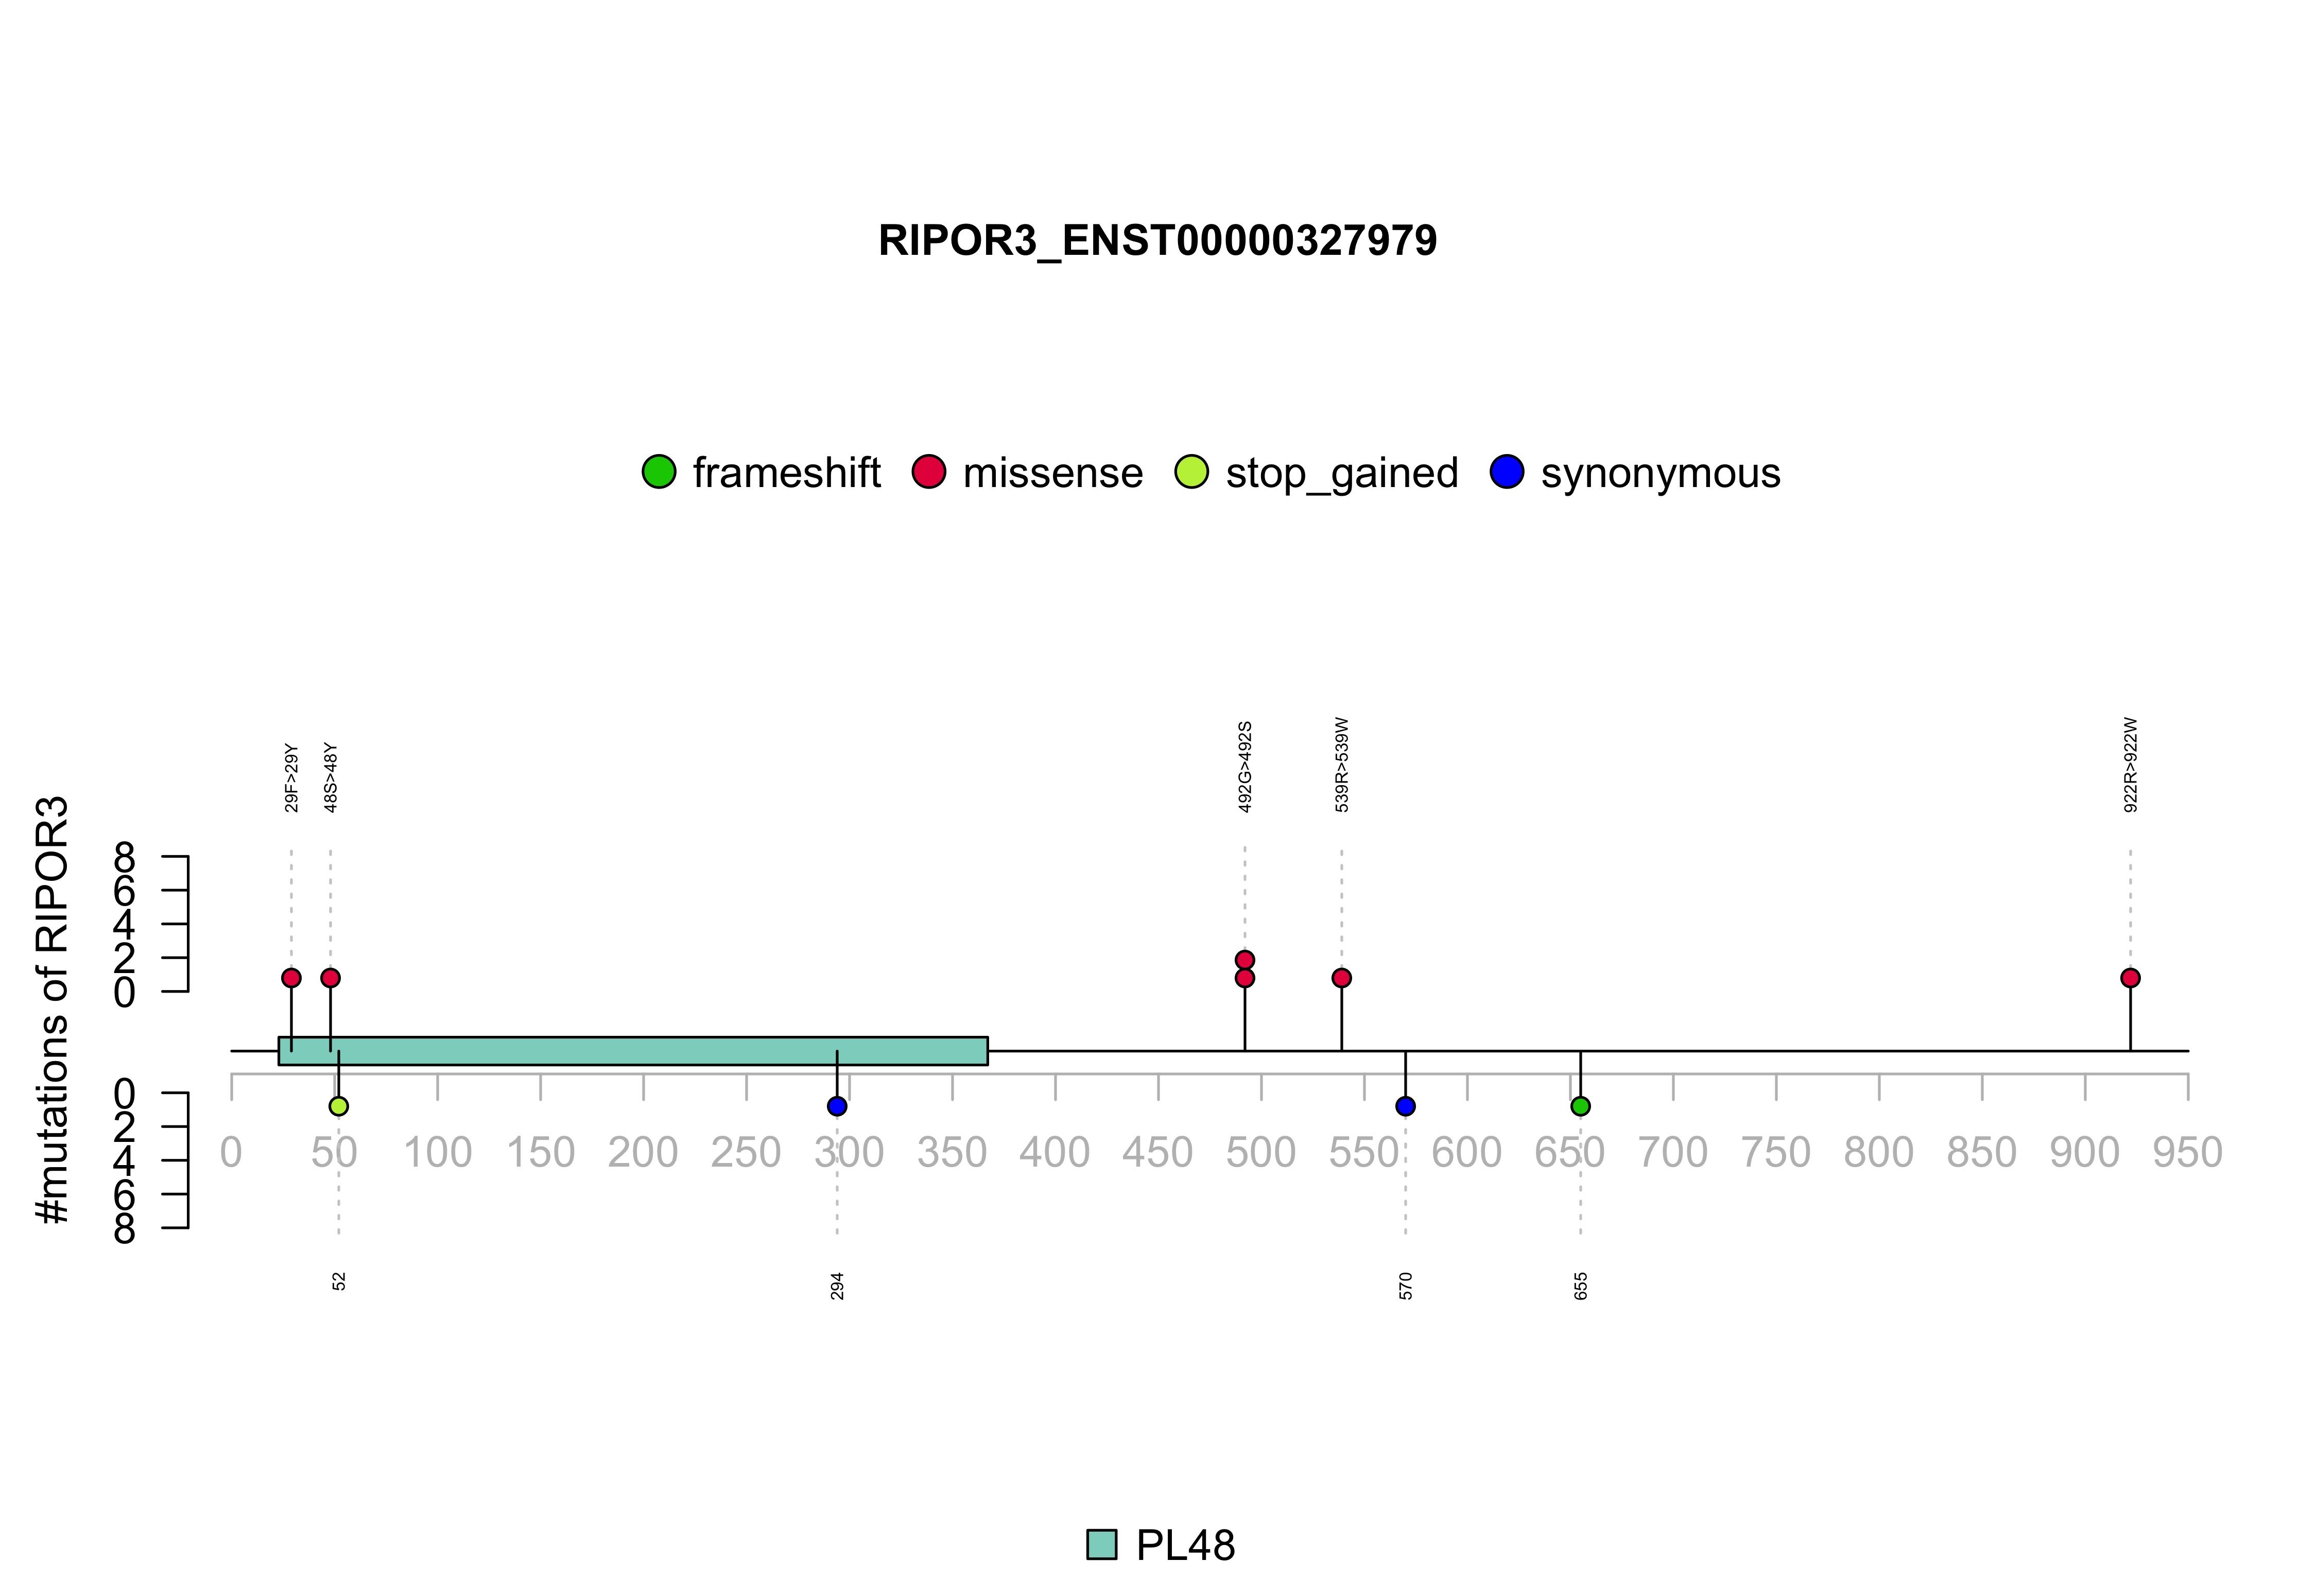 RIPOR3_ENST00000327979
frameshift missense stop_gained synonymous
29F>29Y
48S>48Y
492G>492S
539R>539W
922R>922W
#mutations of RIPOR3
8
6
4
2
0
0
2
4
6
8
0 50 100 150 200 250 300 350 400 450 500 550 600 650 700 750 800 850 900 950
52
294
570
655
PL48